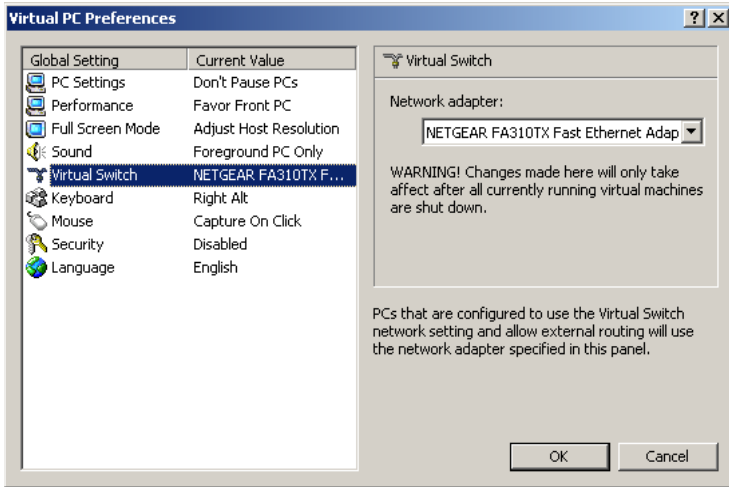 Virtual PC Preferences
Global Setting Current Value
PC Settings Don't Pause PCs
Performance Favor Front PC
Full Screen Mode Adjust Host Resolution
Sound Foreground PC Only
Virtual Switch NETGEAR FA310TX F...
Keyboard Right Alt
Mouse Capture On Click
Security Disabled
Language English
Virtual Switch
Network adapter:
NETGEAR FA310TX Fast Ethernet Adap
WARNING! Changes made here will only take
affect after all currently running virtual machines
are shut down.
PCs that are configured to use the Virtual Switch
network setting and allow external routing will use
the network adapter specified in this panel.
OK Cancel